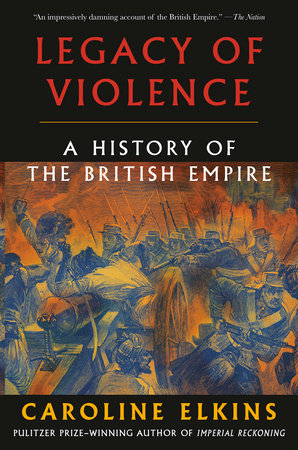 “An impressively damning account of the British Empire.” —The Nation
LEGACY OF
VIOLENCE
A HISTORY OF
THE BRITISH EMPIRE
CAROLINE ELKINS
PULITZER PRIZE–WINNING AUTHOR OF IMPERIAL RECKONING